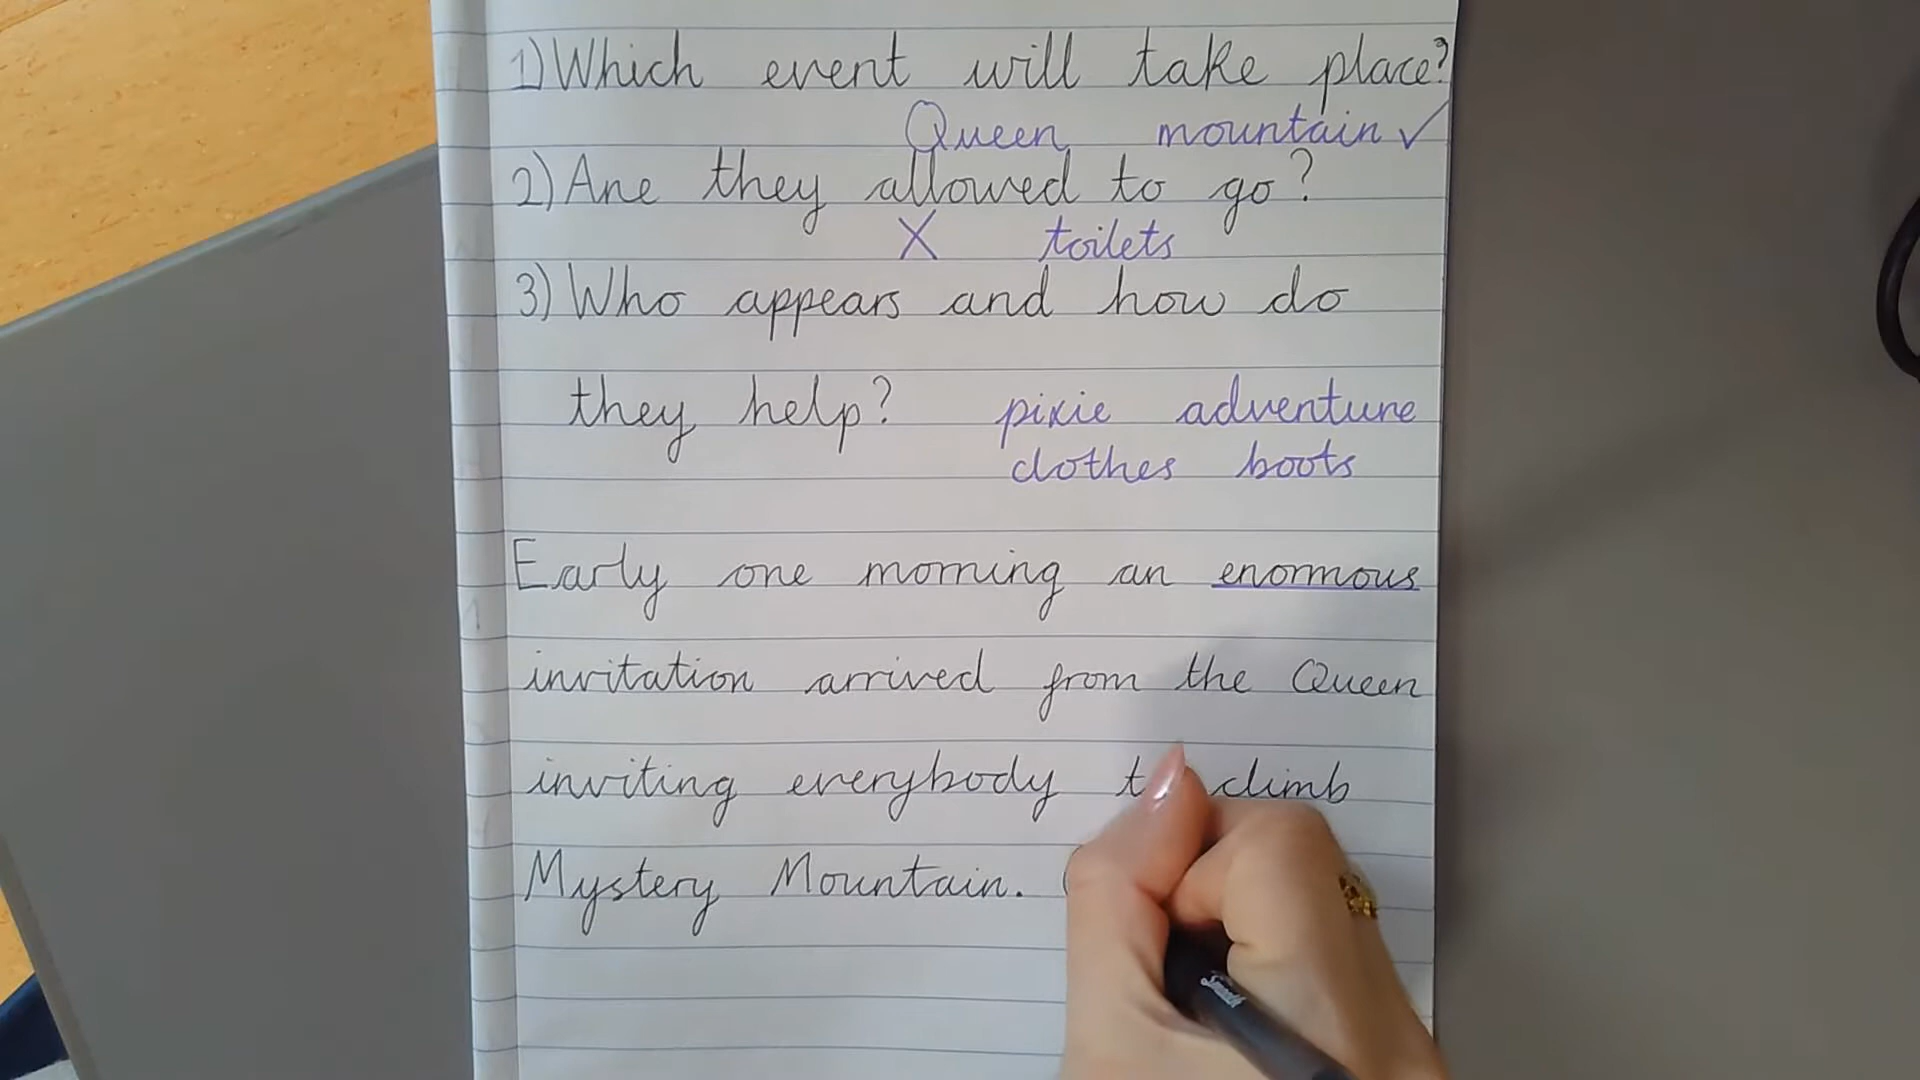 1) Which event will take place?
Queen mountain ✓
2) Are they allowed to go?
X toilets
3) Who appears and how do
they help? pixie adventure
clothes boots
Early one morning an enormous
invitation arrived from the Queen
inviting everybody to climb
Mystery Mountain.